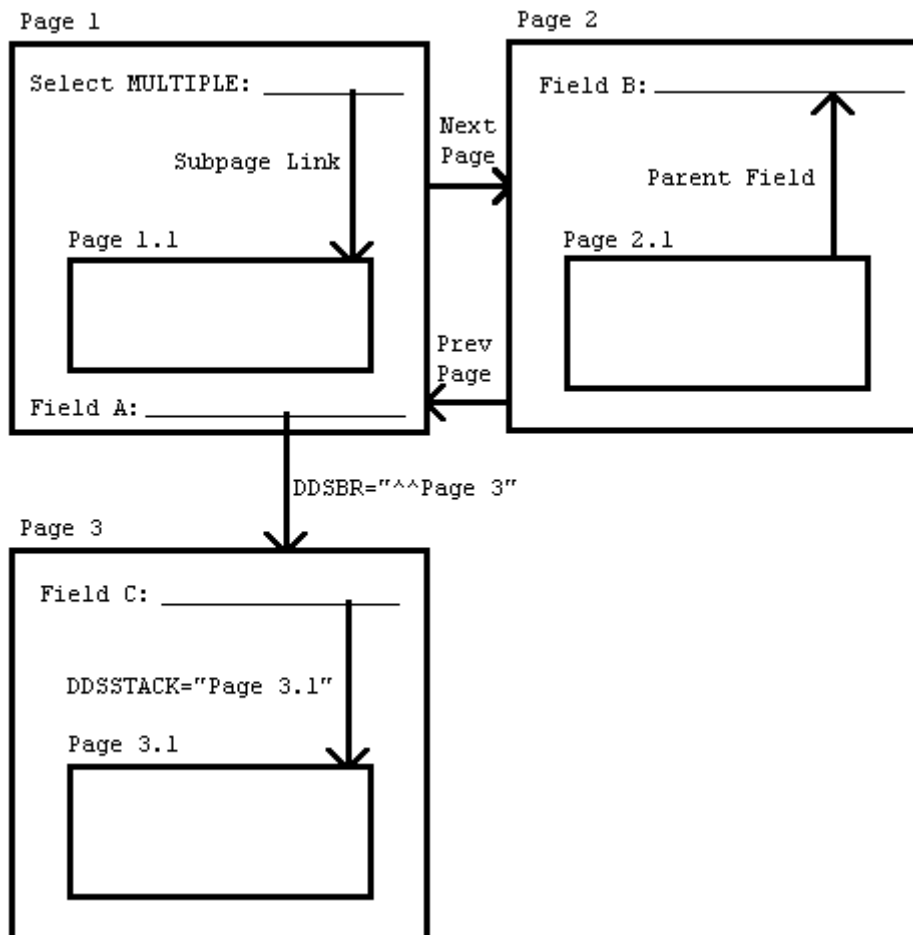 Page 1
Select MULTIPLE:
Subpage Link
Page 1.1
Field A:
Next
Page
Prev
Page
Page 2
Field B:
Parent Field
Page 2.1
DDSBR="^^Page 3"
Page 3
Field C:
DDSSTACK="Page 3.1"
Page 3.1